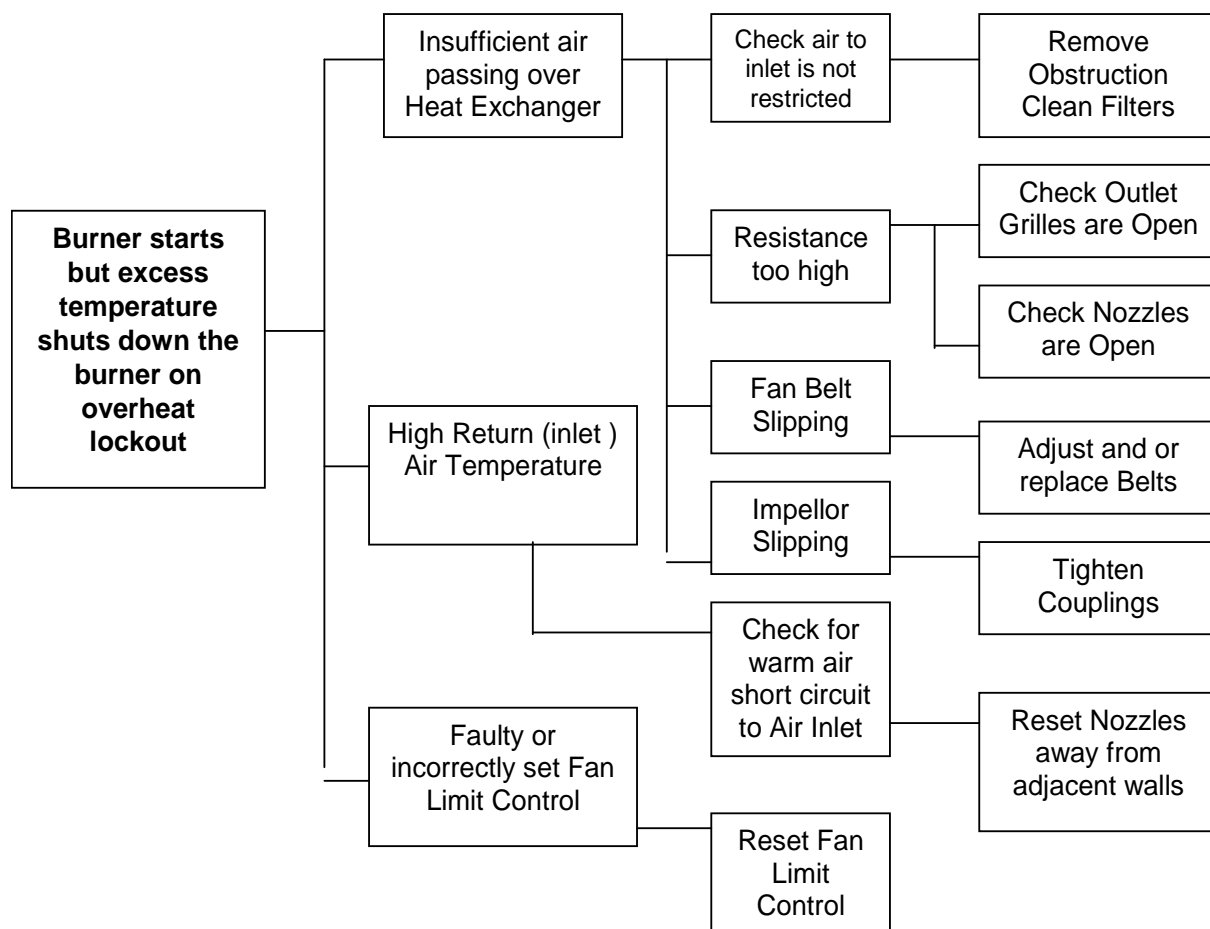 Burner starts
but excess
temperature
shuts down the
burner on
overheat
lockout
Insufficient air
passing over
Heat Exchanger
High Return (inlet )
Air Temperature
Faulty or
incorrectly set Fan
Limit Control
Check air to
inlet is not
restricted
Resistance
too high
Fan Belt
Slipping
Impellor
Slipping
Check for
warm air
short circuit
to Air Inlet
Reset Fan
Limit
Control
Remove
Obstruction
Clean Filters
Check Outlet
Grilles are Open
Check Nozzles
are Open
Adjust and or
replace Belts
Tighten
Couplings
Reset Nozzles
away from
adjacent walls